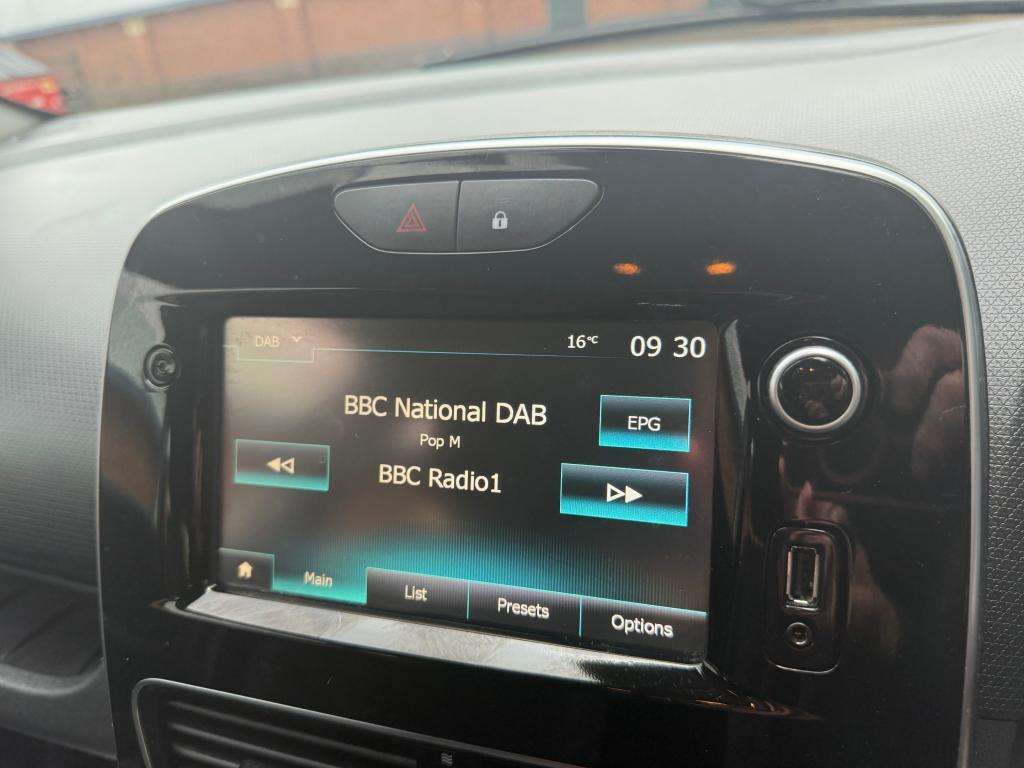 DAB
16°C
09 30
BBC National DAB
EPG
Pop M
BBC Radio1
Main
List
Presets
Options